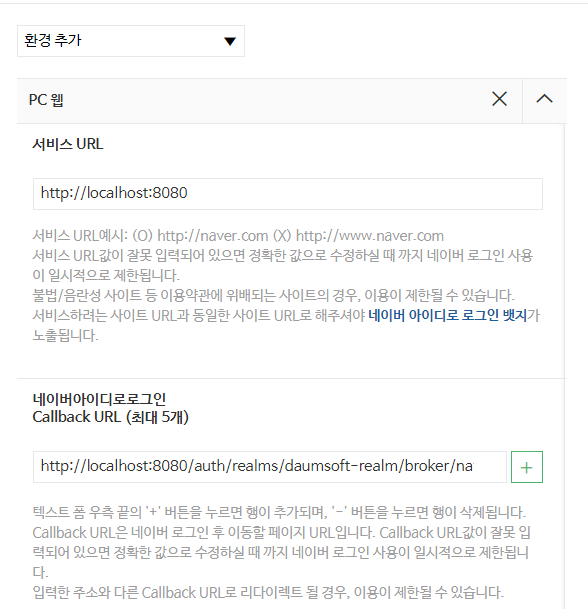 환경 추가
PC 웹
서비스 URL
http://localhost:8080
서비스 URL예시: (O) http://naver.com (X) http://www.naver.com
서비스 URL값이 잘못 입력되어 있으면 정확한 값으로 수정하실 때 까지 네이버 로그인 사용
이 일시적으로 제한됩니다.
불법/음란성 사이트 등 이용약관에 위배되는 사이트의 경우, 이용이 제한될 수 있습니다.
서비스하려는 사이트 URL과 동일한 사이트 URL로 해주셔야 네이버 아이디로 로그인 뱃지가
노출됩니다.
네이버아이디로로그인
Callback URL (최대 5개)
http://localhost:8080/auth/realms/daumsoft-realm/broker/na
텍스트 폼 우측 끝의 '+' 버튼을 누르면 행이 추가되며, '-' 버튼을 누르면 행이 삭제됩니다.
Callback URL은 네이버 로그인 후 이동할 페이지 URL입니다. Callback URL값이 잘못 입
력되어 있으면 정확한 값으로 수정하실 때 까지 네이버 로그인 사용이 일시적으로 제한됩니
다.
입력한 주소와 다른 Callback URL로 리다이렉트 될 경우, 이용이 제한될 수 있습니다.